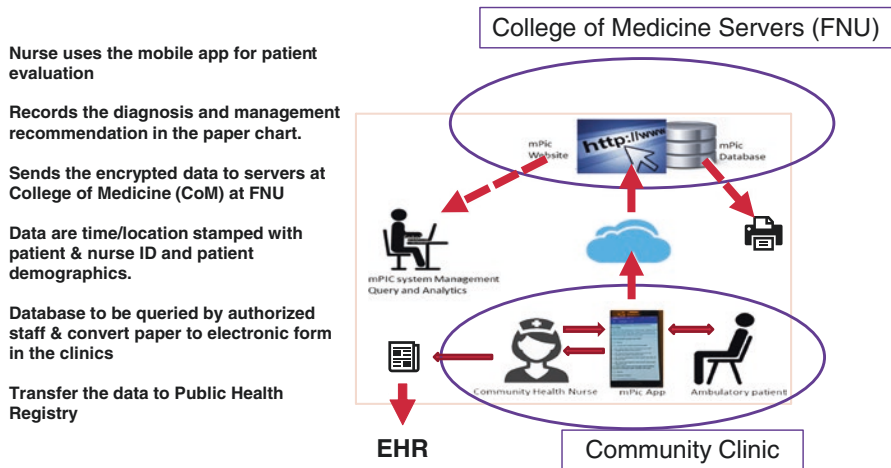 College of Medicine Servers (FNU)
Nurse uses the mobile app for patient
evaluation
Records the diagnosis and management
recommendation in the paper chart.
Sends the encrypted data to servers at
College of Medicine (CoM) at FNU
Data are time/location stamped with
patient & nurse ID and patient
demographics.
Database to be queried by authorized
staff & convert paper to electronic form
in the clinics
Transfer the data to Public Health
Registry
mPic
Website
http://www
mPic
Database
mPIC system Management
Query and Analytics
Community Health Nurse
mPic App
Ambulatory patient
EHR
Community Clinic